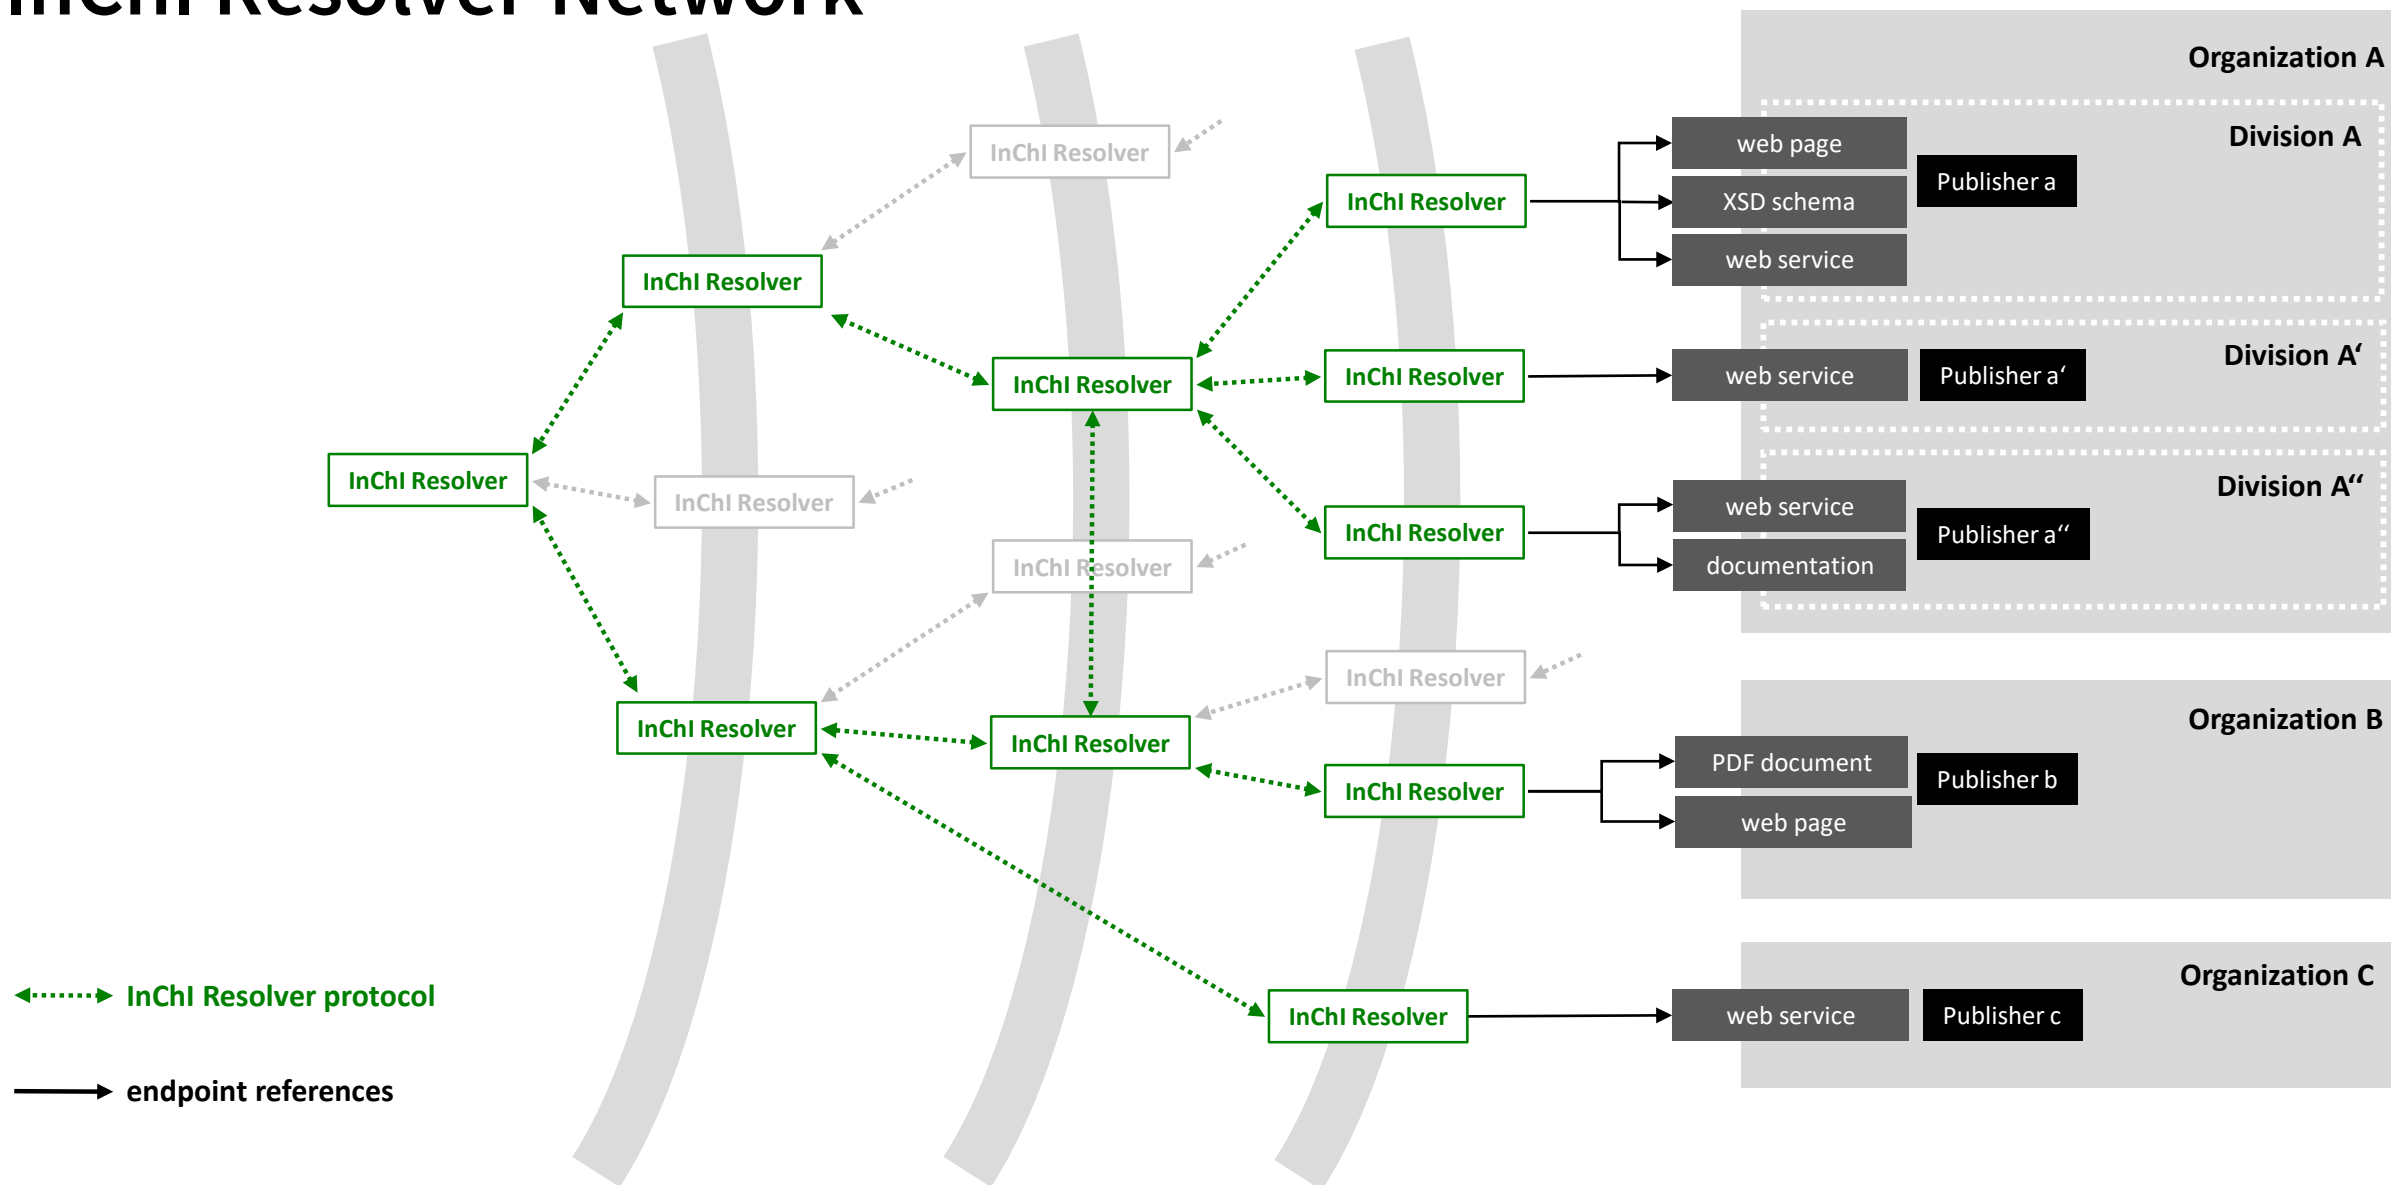 InChI Resolver Network
Organization A
Division A
InChI Resolver
web page
Publisher a
InChI Resolver
XSD schema
web service
InChI Resolver
Division A‘
InChI Resolver
InChI Resolver
web service
Publisher a‘
InChI Resolver
InChI Resolver
Division A“
InChI Resolver
web service
Publisher a“
InChI Resolver
documentation
InChI Resolver
Organization B
InChI Resolver
InChI Resolver
PDF document
Publisher b
InChI Resolver
web page
Organization C
InChI Resolver protocol
InChI Resolver
web service
Publisher c
endpoint references